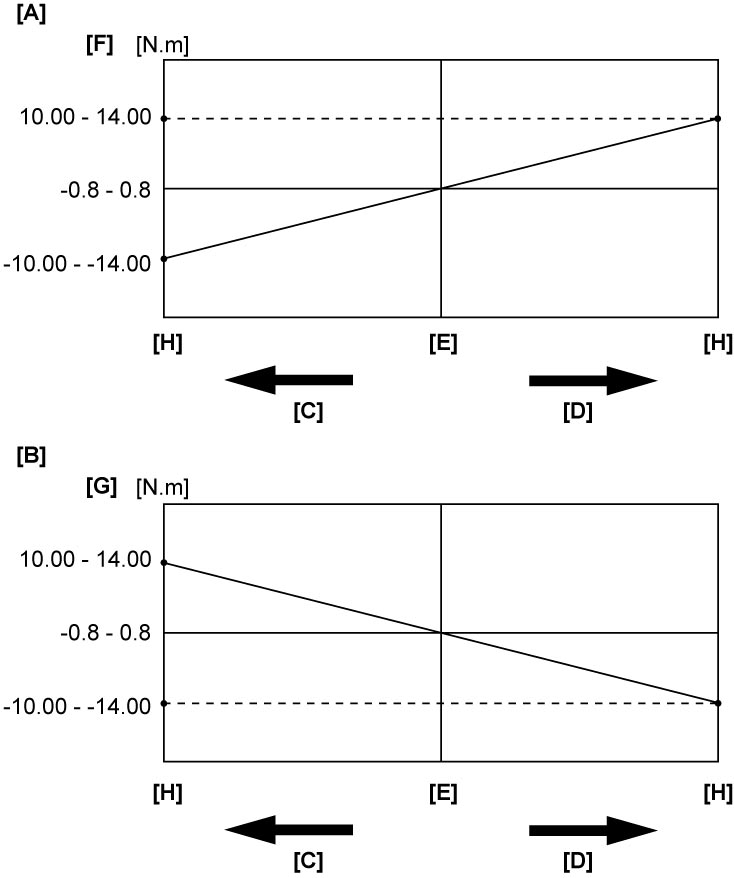 [A]
[F] [N.m]
10.00 - 14.00
-0.8 - 0.8
-10.00 - -14.00
[H] [E] [H]
[C] [D]
[B]
[G] [N.m]
10.00 - 14.00
-0.8 - 0.8
-10.00 - -14.00
[H] [E] [H]
[C] [D]